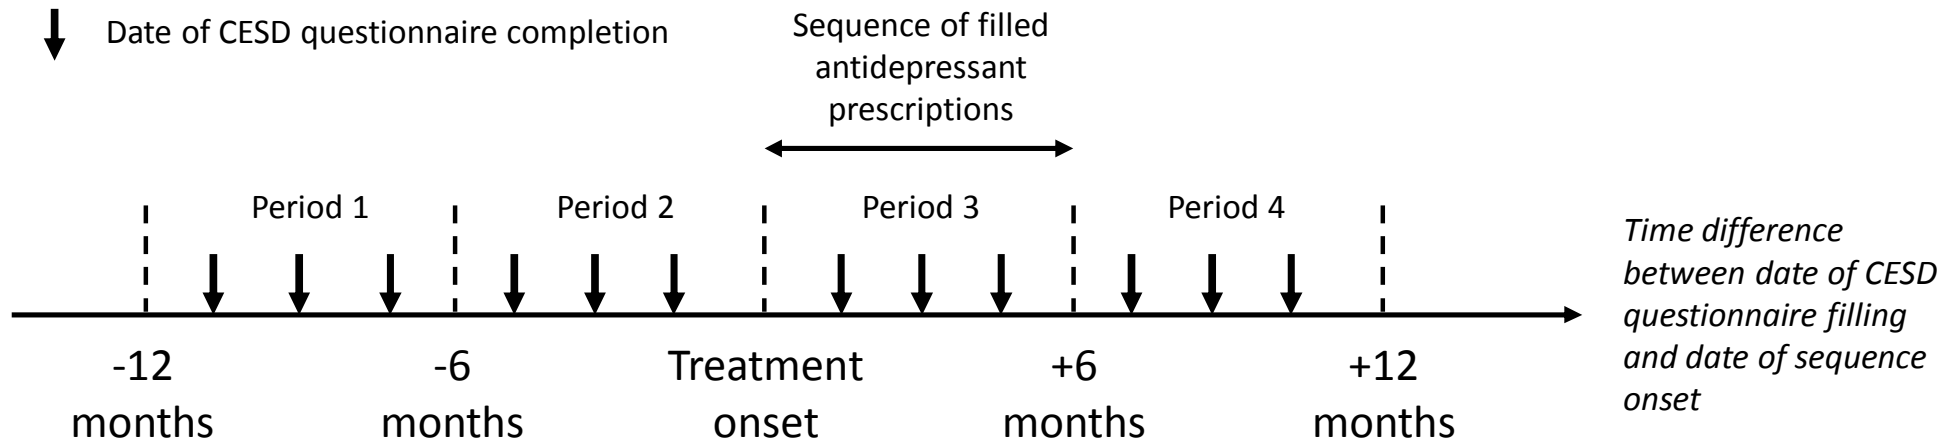 Date of CESD questionnaire completion
Sequence of filled
antidepressant
prescriptions
Period 1
Period 2
Period 3
Period 4
-12
months
-6
months
Treatment
onset
+6
months
+12
months
Time difference
between date of CESD
questionnaire filling
and date of sequence
onset